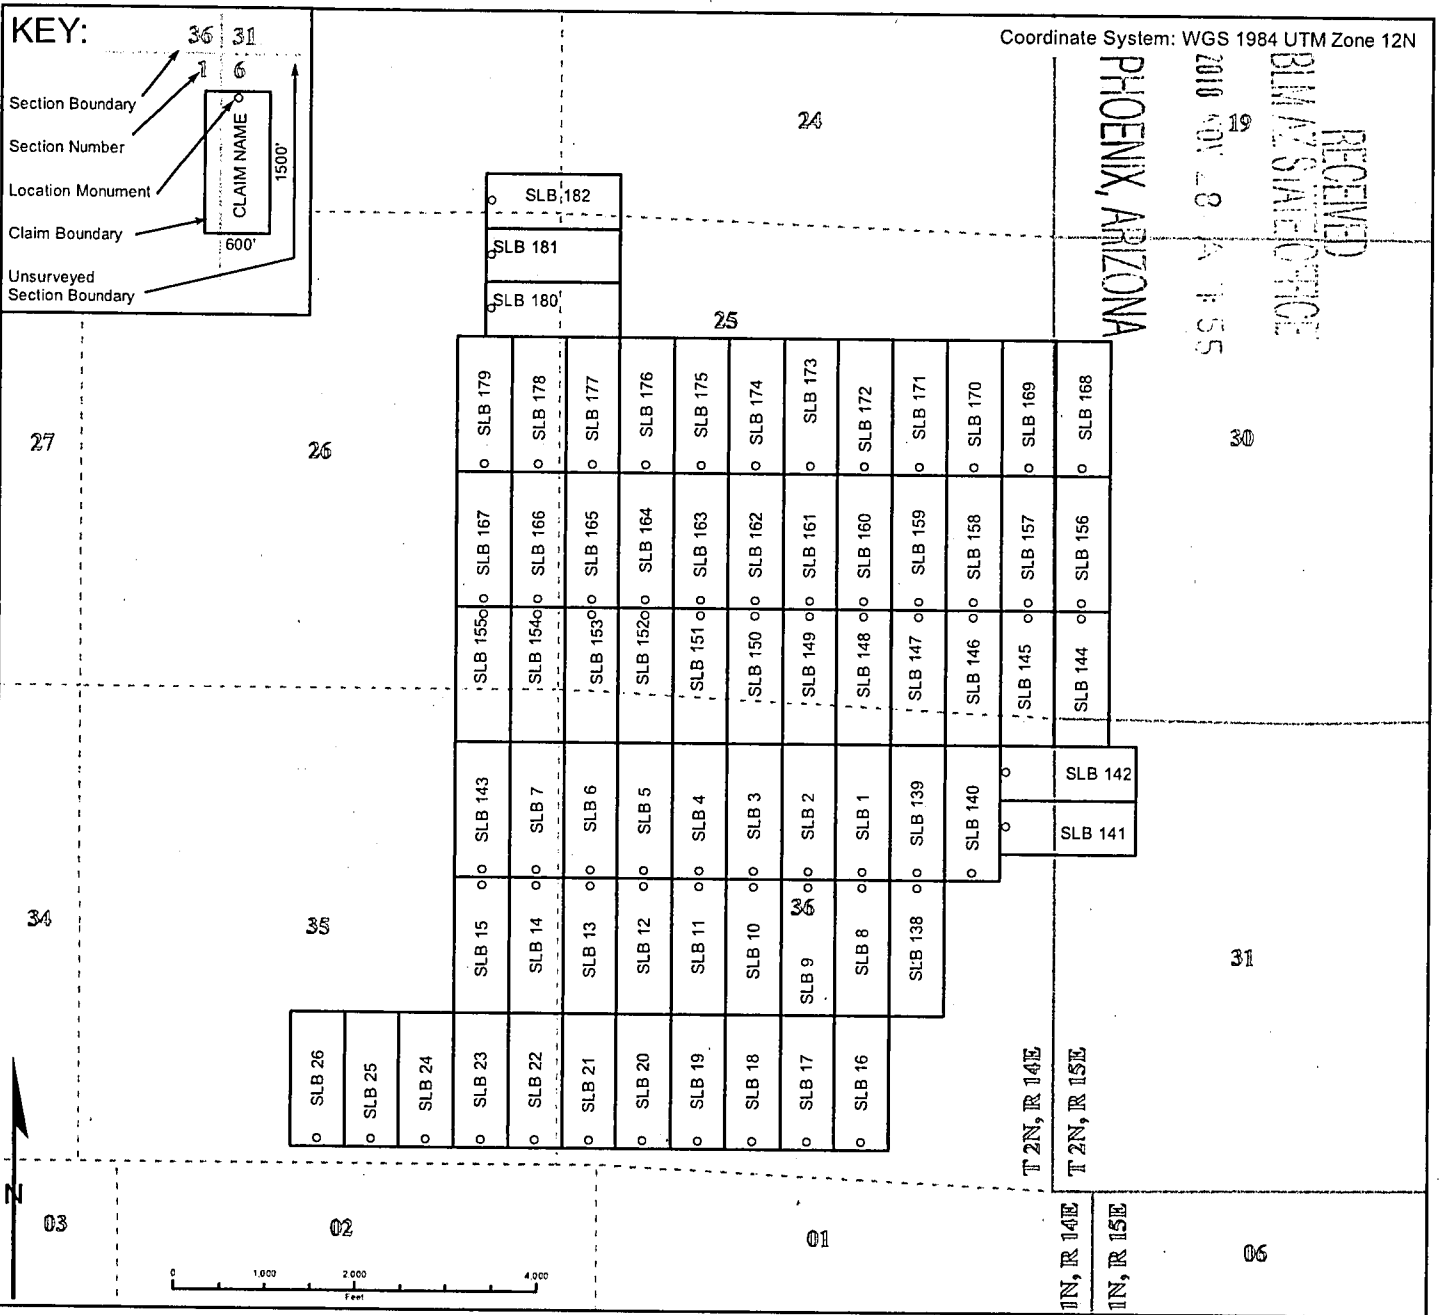 KEY:
36 31
1 6
Section Boundary
Section Number
Location Monument
Claim Boundary
Unsurveyed
Section Boundary
CLAIM NAME
1500'
600'
Coordinate System: WGS 1984 UTM Zone 12N
RECEIVED
BLM AZ STATE OFFICE
PHOENIX, ARIZONA
24
19
SLB 182
SLB 181
SLB 180
25
27
26
30
SLB 179
SLB 178
SLB 177
SLB 176
SLB 175
SLB 174
SLB 173
SLB 172
SLB 171
SLB 170
SLB 169
SLB 168
SLB 167
SLB 166
SLB 165
SLB 164
SLB 163
SLB 162
SLB 161
SLB 160
SLB 159
SLB 158
SLB 157
SLB 156
SLB 155
SLB 154
SLB 153
SLB 152
SLB 151
SLB 150
SLB 149
SLB 148
SLB 147
SLB 146
SLB 145
SLB 144
SLB 143
SLB 7
SLB 6
SLB 5
SLB 4
SLB 3
SLB 2
SLB 1
SLB 139
SLB 140
SLB 142
SLB 141
34
35
36
31
SLB 15
SLB 14
SLB 13
SLB 12
SLB 11
SLB 10
SLB 9
SLB 8
SLB 138
SLB 26
SLB 25
SLB 24
SLB 23
SLB 22
SLB 21
SLB 20
SLB 19
SLB 18
SLB 17
SLB 16
T 2N, R 14E
T 2N, R 15E
N
03
02
01
06
1N, R 14E
1N, R 15E
0 1,000 2,000 4,000
Feet